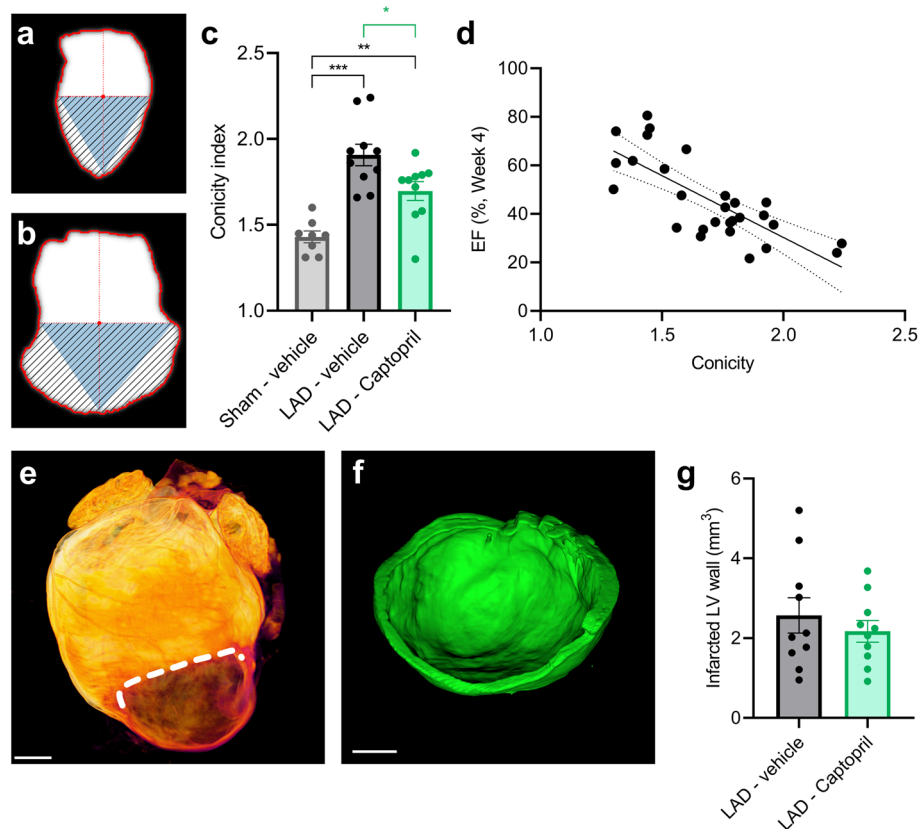 a
b
c
Conicity index
2.5
2.0
1.5
1.0
*
**
***
Sham - vehicle
LAD - vehicle
LAD - Captopril
d
EF (%, Week 4)
100
80
60
40
20
0
1.0
1.5
2.0
2.5
Conicity
e
f
g
Infarcted LV wall (mm³)
6
4
2
0
LAD - vehicle
LAD - Captopril